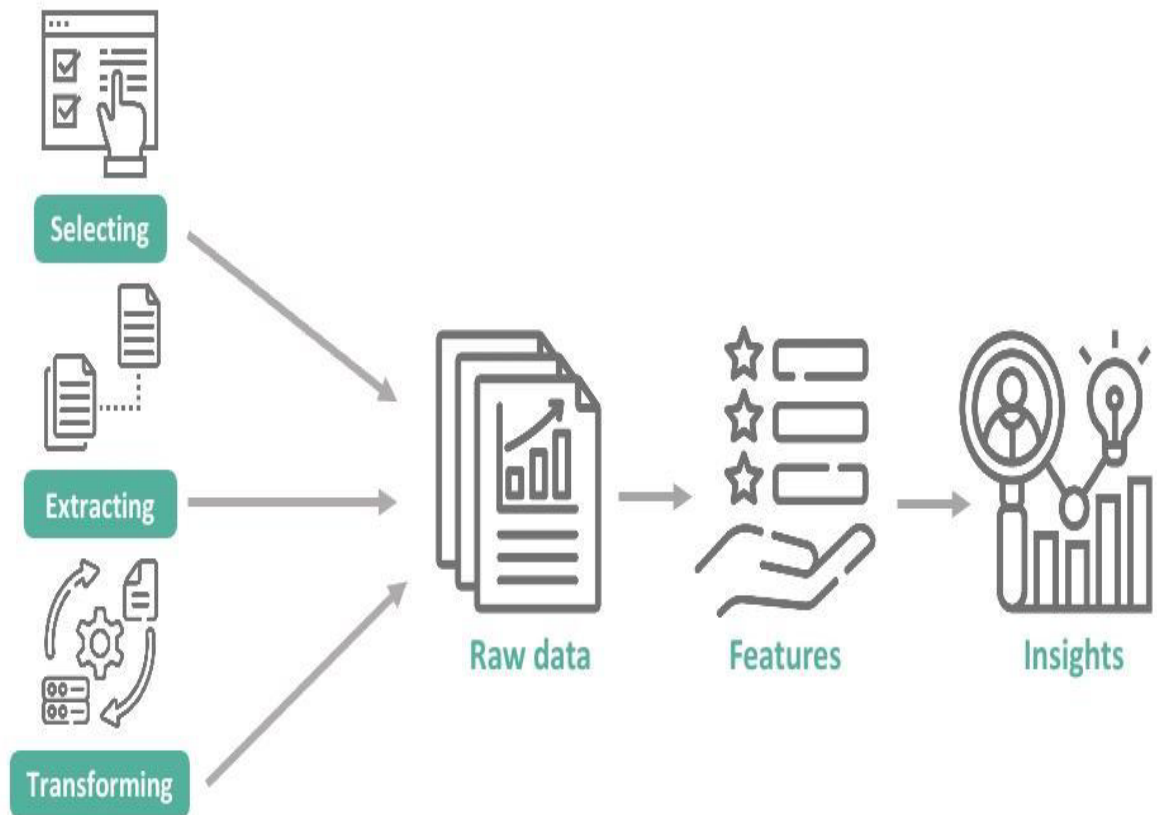 Selecting
Extracting
Transforming
Raw data
Features
Insights